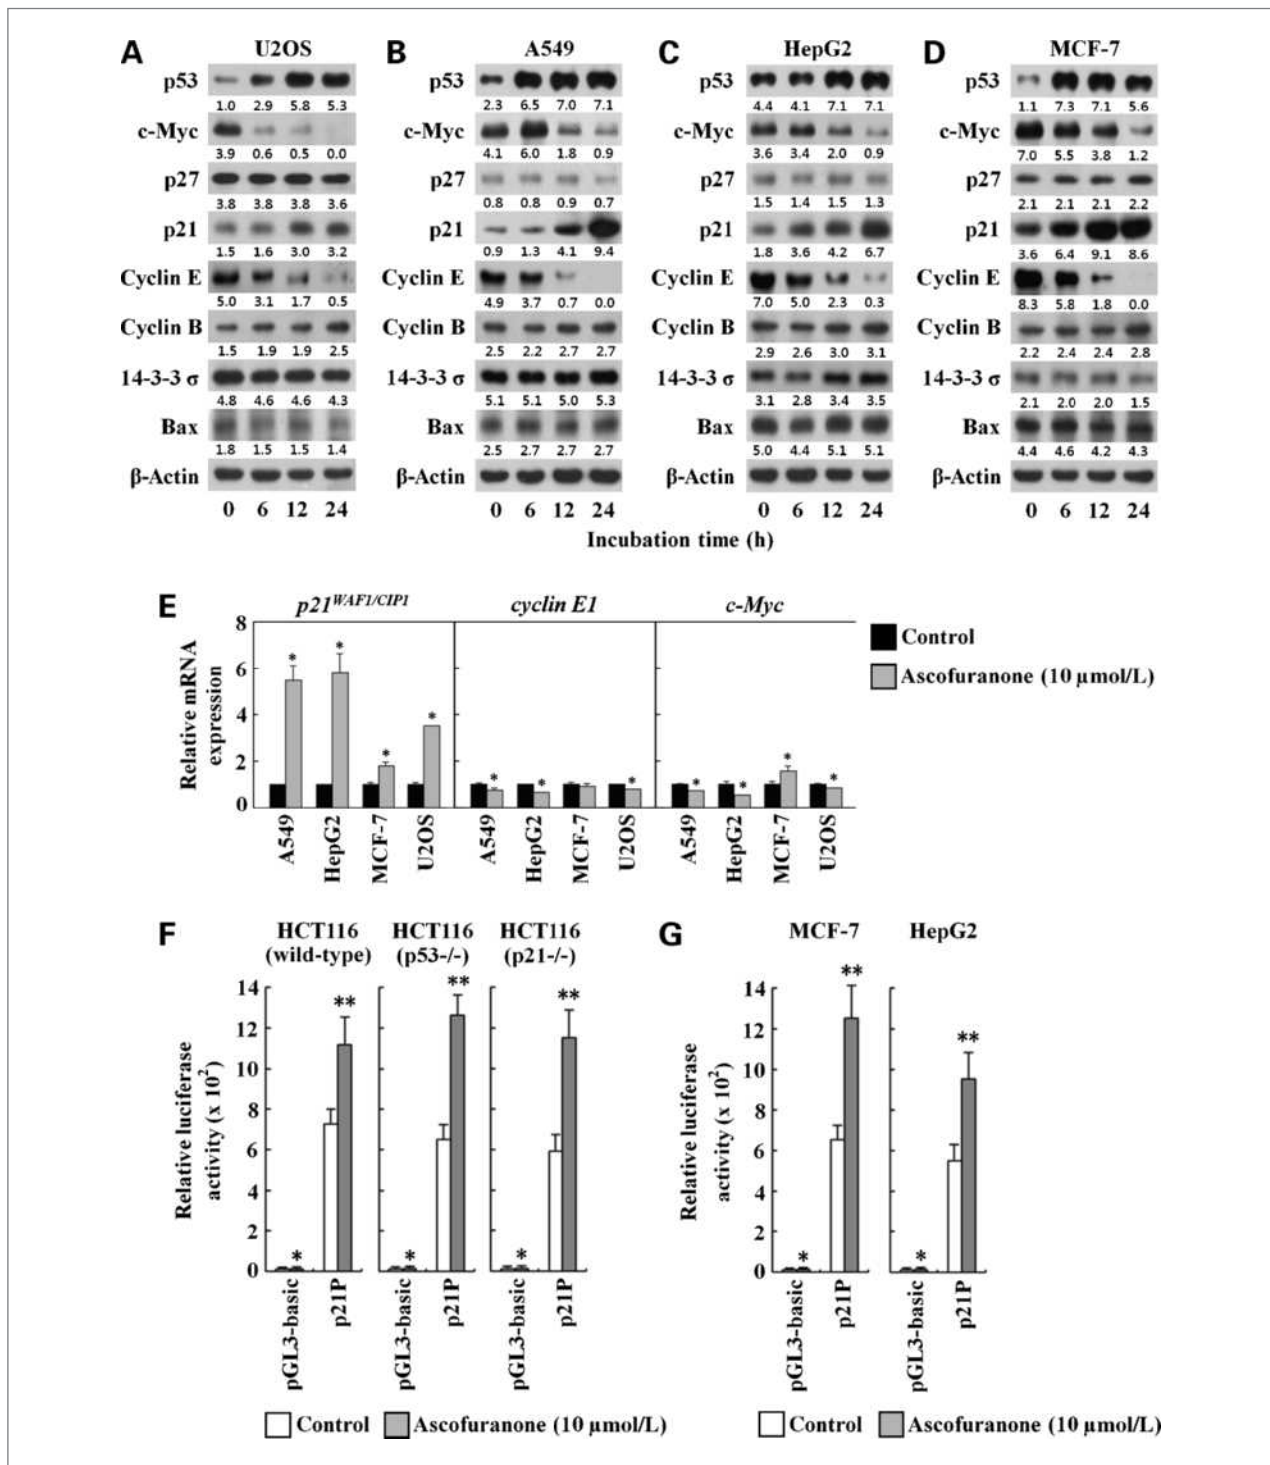 A U2OS B A549 C HepG2 D MCF-7
p53 p53 p53 p53
1.0 2.9 5.8 5.3 2.3 6.5 7.0 7.1 4.4 4.1 7.1 7.1 1.1 7.3 7.1 5.6
c-Myc c-Myc c-Myc c-Myc
3.9 0.6 0.5 0.0 4.1 6.0 1.8 0.9 3.6 3.4 2.0 0.9 7.0 5.5 3.8 1.2
p27 p27 p27 p27
3.8 3.8 3.8 3.6 0.8 0.8 0.9 0.7 1.5 1.4 1.5 1.3 2.1 2.1 2.1 2.2
p21 p21 p21 p21
1.5 1.6 3.0 3.2 0.9 1.3 4.1 9.4 1.8 3.6 4.2 6.7 3.6 6.4 9.1 8.6
Cyclin E Cyclin E Cyclin E Cyclin E
5.0 3.1 1.7 0.5 4.9 3.7 0.7 0.0 7.0 5.0 2.3 0.3 8.3 5.8 1.8 0.0
Cyclin B Cyclin B Cyclin B Cyclin B
1.5 1.9 1.9 2.5 2.5 2.2 2.7 2.7 2.9 2.6 3.0 3.1 2.2 2.4 2.4 2.8
14-3-3 σ 14-3-3 σ 14-3-3 σ 14-3-3 σ
4.8 4.6 4.6 4.3 5.1 5.1 5.0 5.3 3.1 2.8 3.4 3.5 2.1 2.0 2.0 1.5
Bax Bax Bax Bax
1.8 1.5 1.5 1.4 2.5 2.7 2.7 2.7 5.0 4.4 5.1 5.1 4.4 4.6 4.2 4.3
β-Actin β-Actin β-Actin β-Actin
0 6 12 24 0 6 12 24 0 6 12 24 0 6 12 24
Incubation time (h)
E p21WAF1/CIP1 cyclin E1 c-Myc
Relative mRNA
expression
8
6
4
2
0
* * * *
* * *
* * * *
A549 HepG2 MCF-7 U2OS A549 HepG2 MCF-7 U2OS A549 HepG2 MCF-7 U2OS
Control
Ascofuranone (10 µmol/L)
F HCT116 HCT116 HCT116
(wild-type) (p53-/-) (p21-/-)
Relative luciferase
activity (x 10²)
14
12
10
8
6
4
2
0
* ** * ** * **
pGL3-basic p21P pGL3-basic p21P pGL3-basic p21P
Control Ascofuranone (10 µmol/L)
G MCF-7 HepG2
Relative luciferase
activity (x 10²)
14
12
10
8
6
4
2
0
* ** * **
pGL3-basic p21P pGL3-basic p21P
Control Ascofuranone (10 µmol/L)